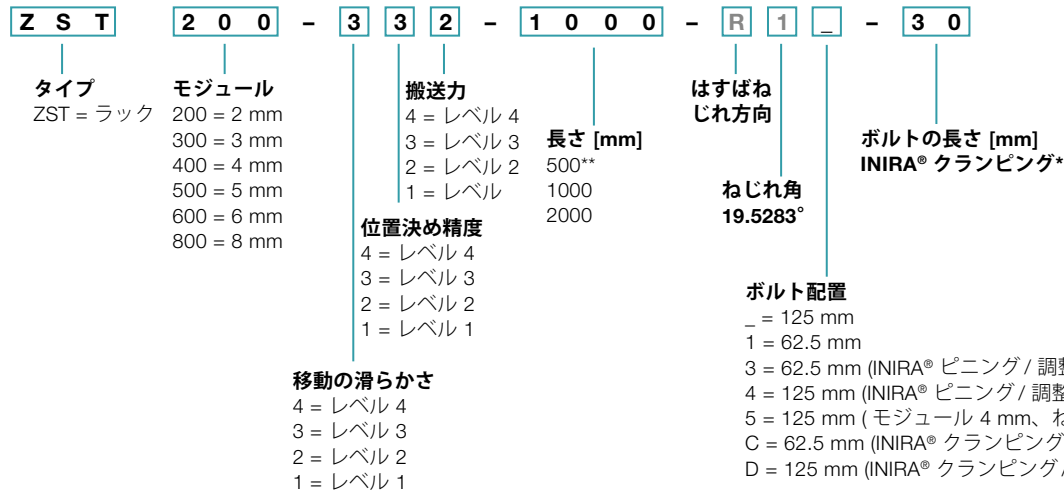 Z S T 2 0 0 – 3 3 2 – 1 0 0 0 – R 1 _ – 3 0
タイプ
ZST = ラック
モジュール
200 = 2 mm
300 = 3 mm
400 = 4 mm
500 = 5 mm
600 = 6 mm
800 = 8 mm
搬送力
4 = レベル 4
3 = レベル 3
2 = レベル 2
1 = レベル
長さ [mm]
500**
1000
2000
はすばね
じれ方向
ボルトの長さ [mm]
INIRA® クランピング*
ねじれ角
19.5283°
位置決め精度
4 = レベル 4
3 = レベル 3
2 = レベル 2
1 = レベル 1
ボルト配置
_ = 125 mm
1 = 62.5 mm
3 = 62.5 mm (INIRA® ピニング / 調整
4 = 125 mm (INIRA® ピニング / 調整
5 = 125 mm ( モジュール 4 mm、ね
C = 62.5 mm (INIRA® クランピング
D = 125 mm (INIRA® クランピング /
移動の滑らかさ
4 = レベル 4
3 = レベル 3
2 = レベル 2
1 = レベル 1